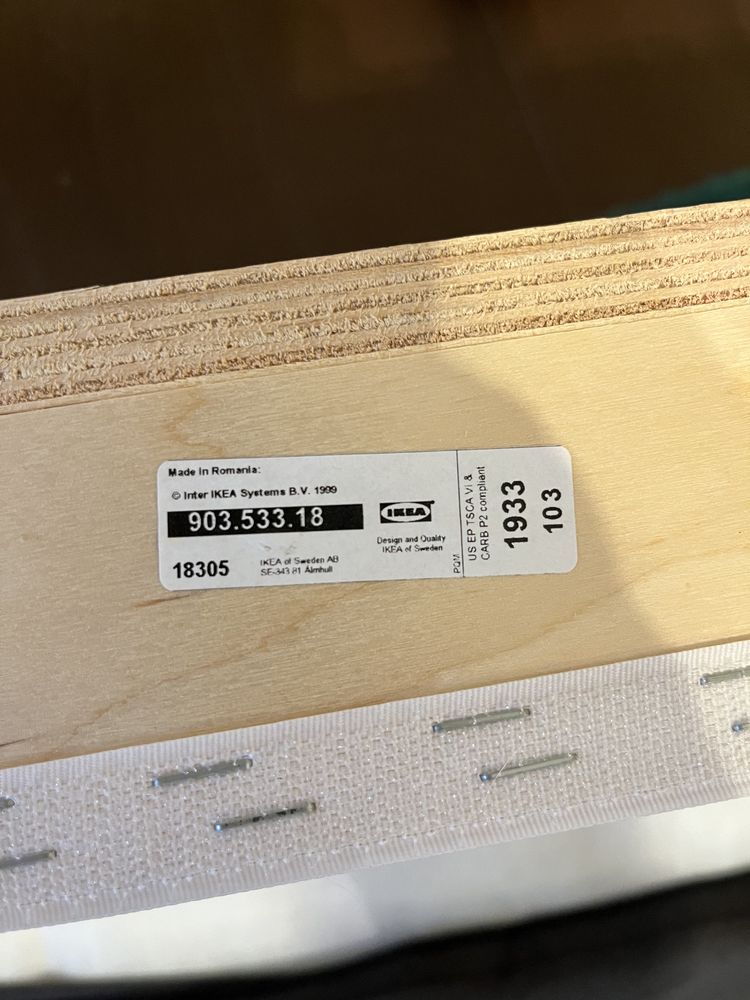 Made in Romania:
© Inter IKEA Systems B.V. 1999
903.533.18
18305
IKEA of Sweden AB
SE-343 81 Älmhult
IKEA
Design and Quality
IKEA of Sweden
PQM
US EP TSCA VI &
CARB P2 compliant
1933
103